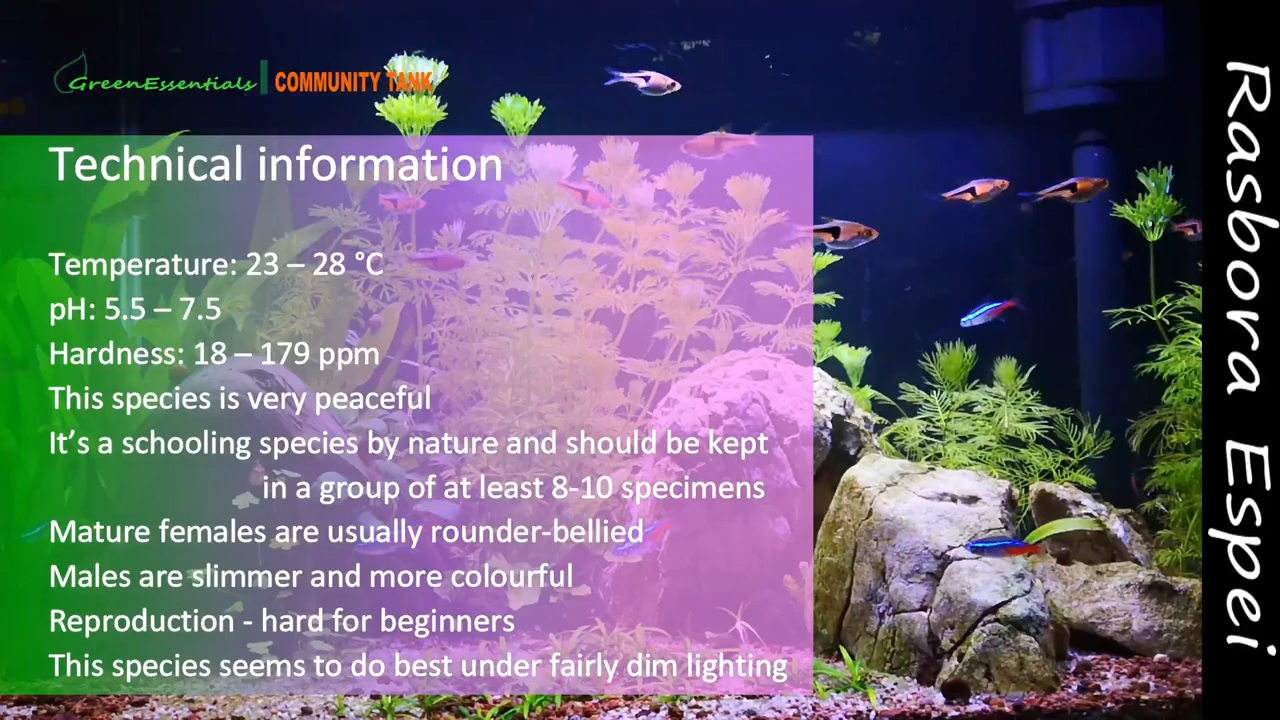 GreenEssentials COMMUNITY TANK
Technical information
Temperature: 23 – 28 °C
pH: 5.5 – 7.5
Hardness: 18 – 179 ppm
This species is very peaceful
It’s a schooling species by nature and should be kept
in a group of at least 8-10 specimens
Mature females are usually rounder-bellied
Males are slimmer and more colourful
Reproduction - hard for beginners
This species seems to do best under fairly dim lighting
Rasbora Espei